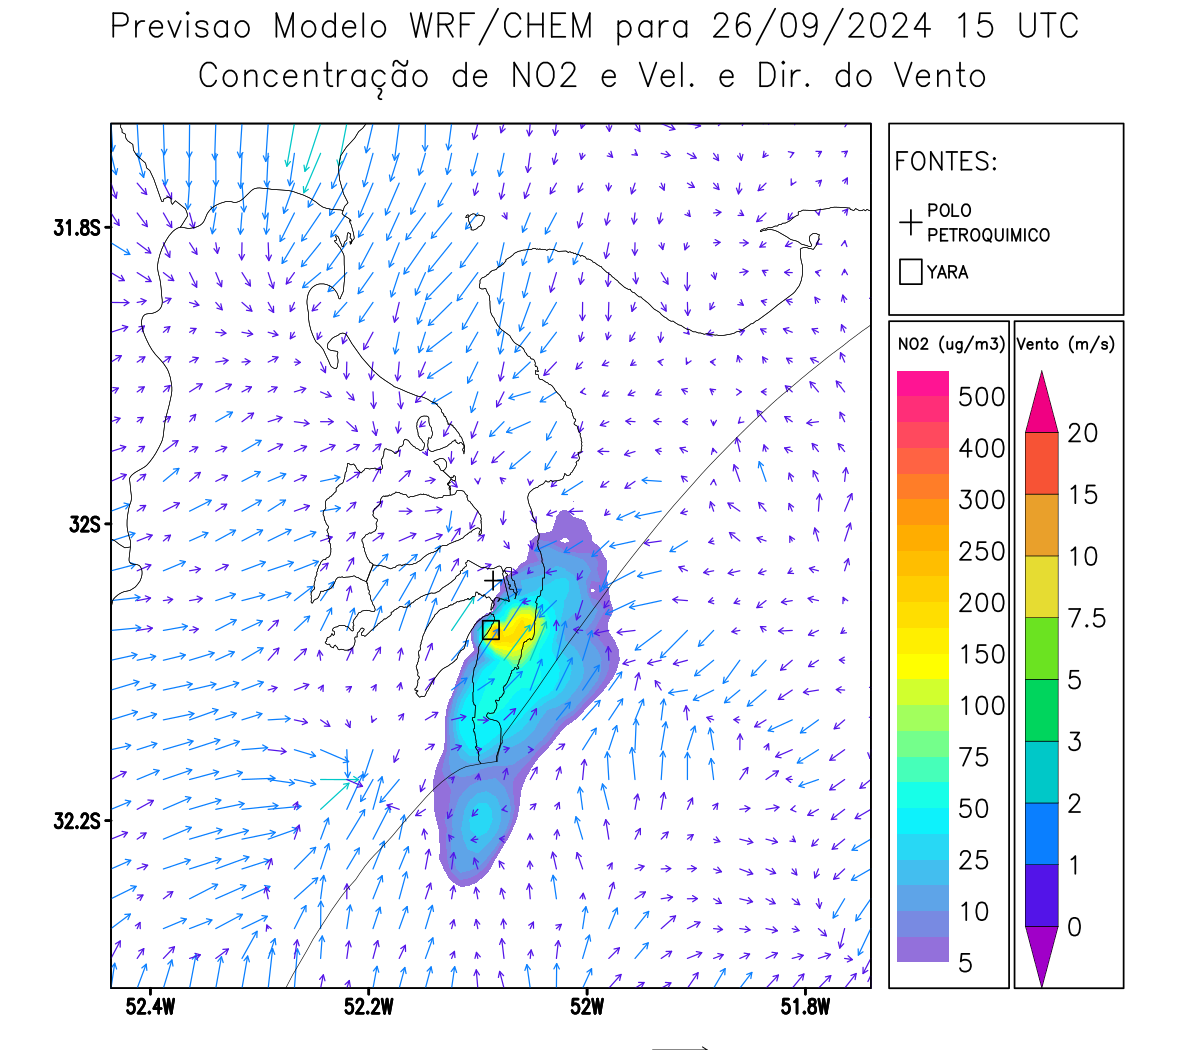 Previsao Modelo WRF/CHEM para 26/09/2024 15 UTC
Concentração de NO2 e Vel. e Dir. do Vento
FONTES:
POLO
PETROQUIMICO
YARA
NO2 (ug/m3)
500
400
300
250
200
150
100
75
50
25
10
5
Vento (m/s)
20
15
10
7.5
5
3
2
1
0
31.8S
32S
32.2S
52.4W
52.2W
52W
51.8W